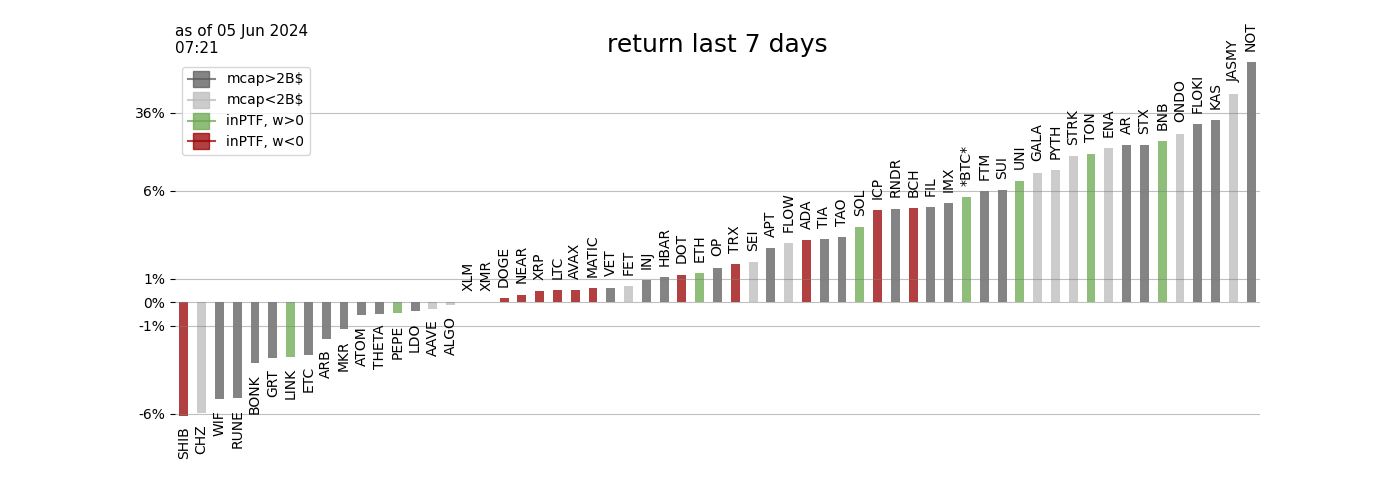 as of 05 Jun 2024
07:21
return last 7 days
mcap>2B$
mcap<2B$
inPTF, w>0
inPTF, w<0
36%
6%
1%
0%
-1%
-6%
SHIB
CHZ
WIF
RUNE
BONK
GRT
LINK
ETC
ARB
MKR
ATOM
THETA
PEPE
LDO
AAVE
ALGO
XLM
XMR
DOGE
NEAR
XRP
LTC
AVAX
MATIC
VET
FET
INJ
HBAR
DOT
ETH
OP
TRX
SEI
APT
FLOW
ADA
TIA
TAO
SOL
ICP
RNDR
BCH
FIL
IMX
*BTC*
FTM
SUI
UNI
GALA
PYTH
STRK
TON
ENA
AR
STX
BNB
ONDO
FLOKI
KAS
JASMY
NOT